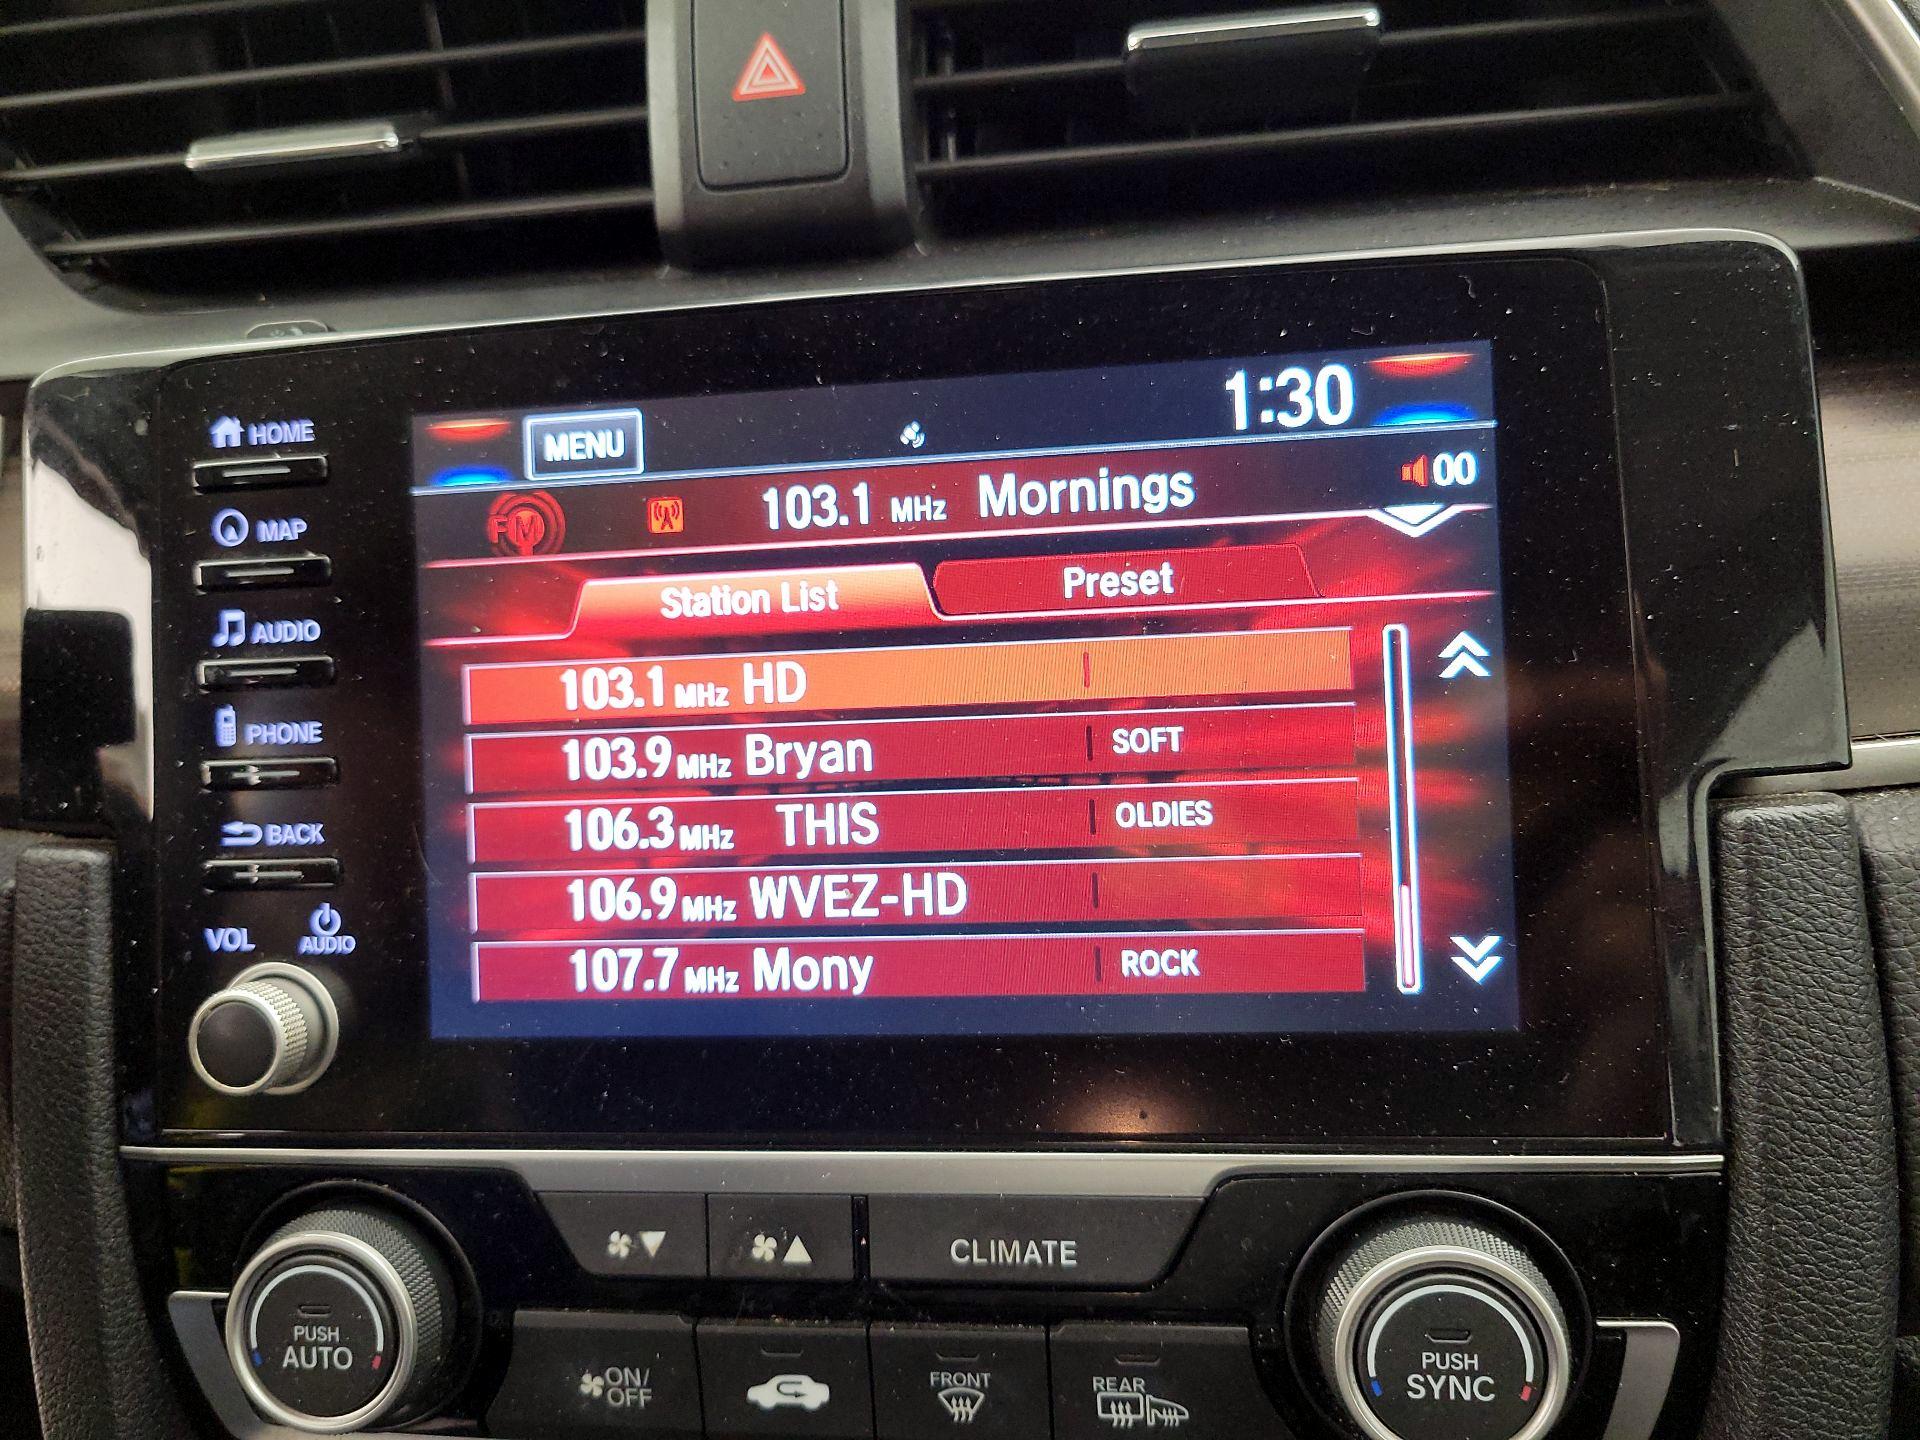 HOME
MAP
AUDIO
PHONE
BACK
VOL AUDIO
MENU 1:30
FM 103.1 MHz Mornings 00
Station List Preset
103.1 MHz HD
103.9 MHz Bryan SOFT
106.3 MHz THIS OLDIES
106.9 MHz WVEZ-HD
107.7 MHz Mony ROCK
CLIMATE
PUSH
AUTO
ON/
OFF
FRONT
REAR
PUSH
SYNC